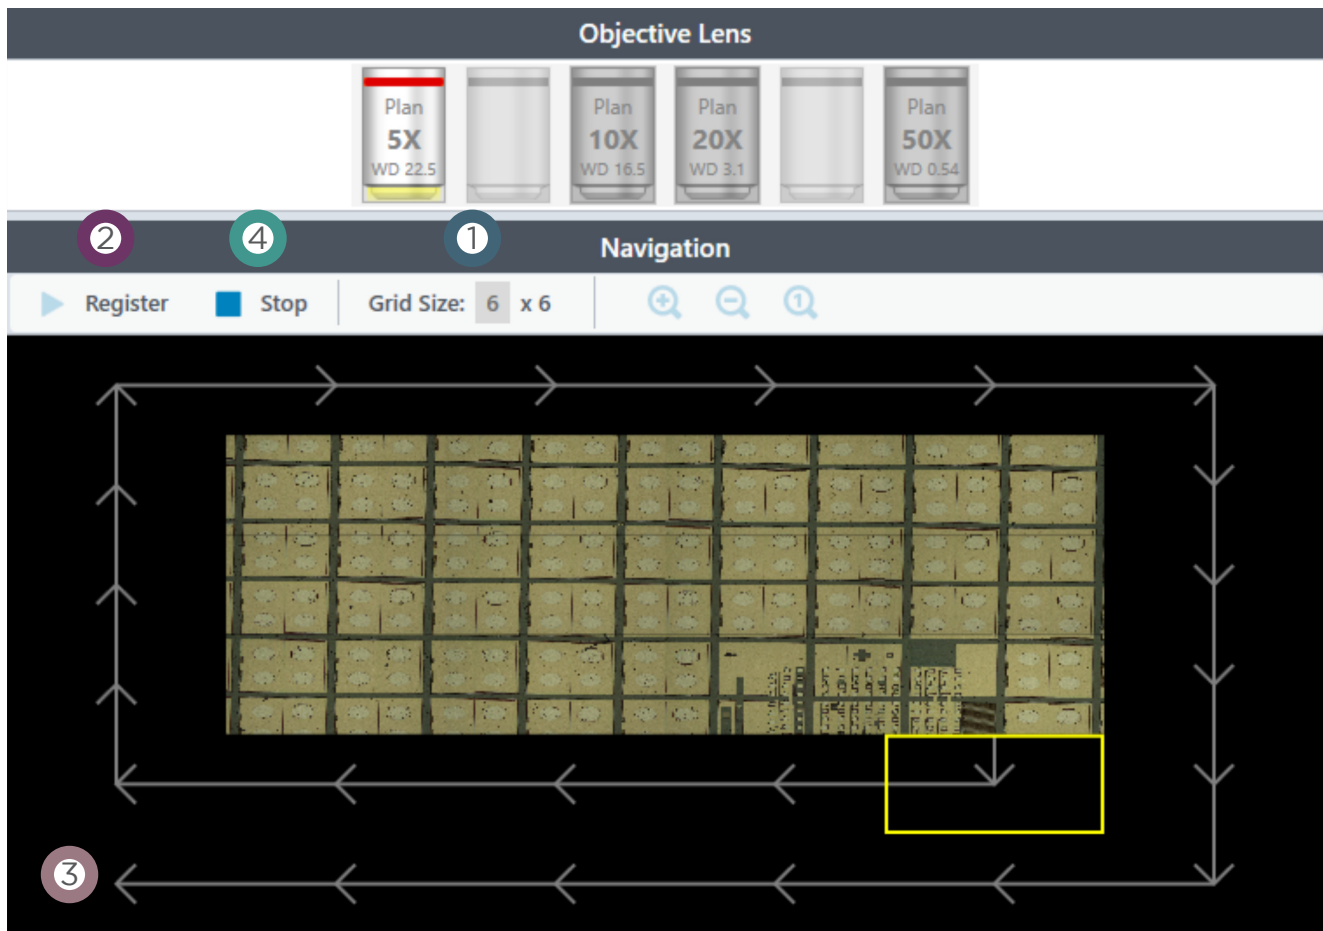 Objective Lens
Plan
5X
WD 22.5
Plan
10X
WD 16.5
Plan
20X
WD 3.1
Plan
50X
WD 0.54
2
4
1
Navigation
Register
Stop
Grid Size: 6 x 6
1
3